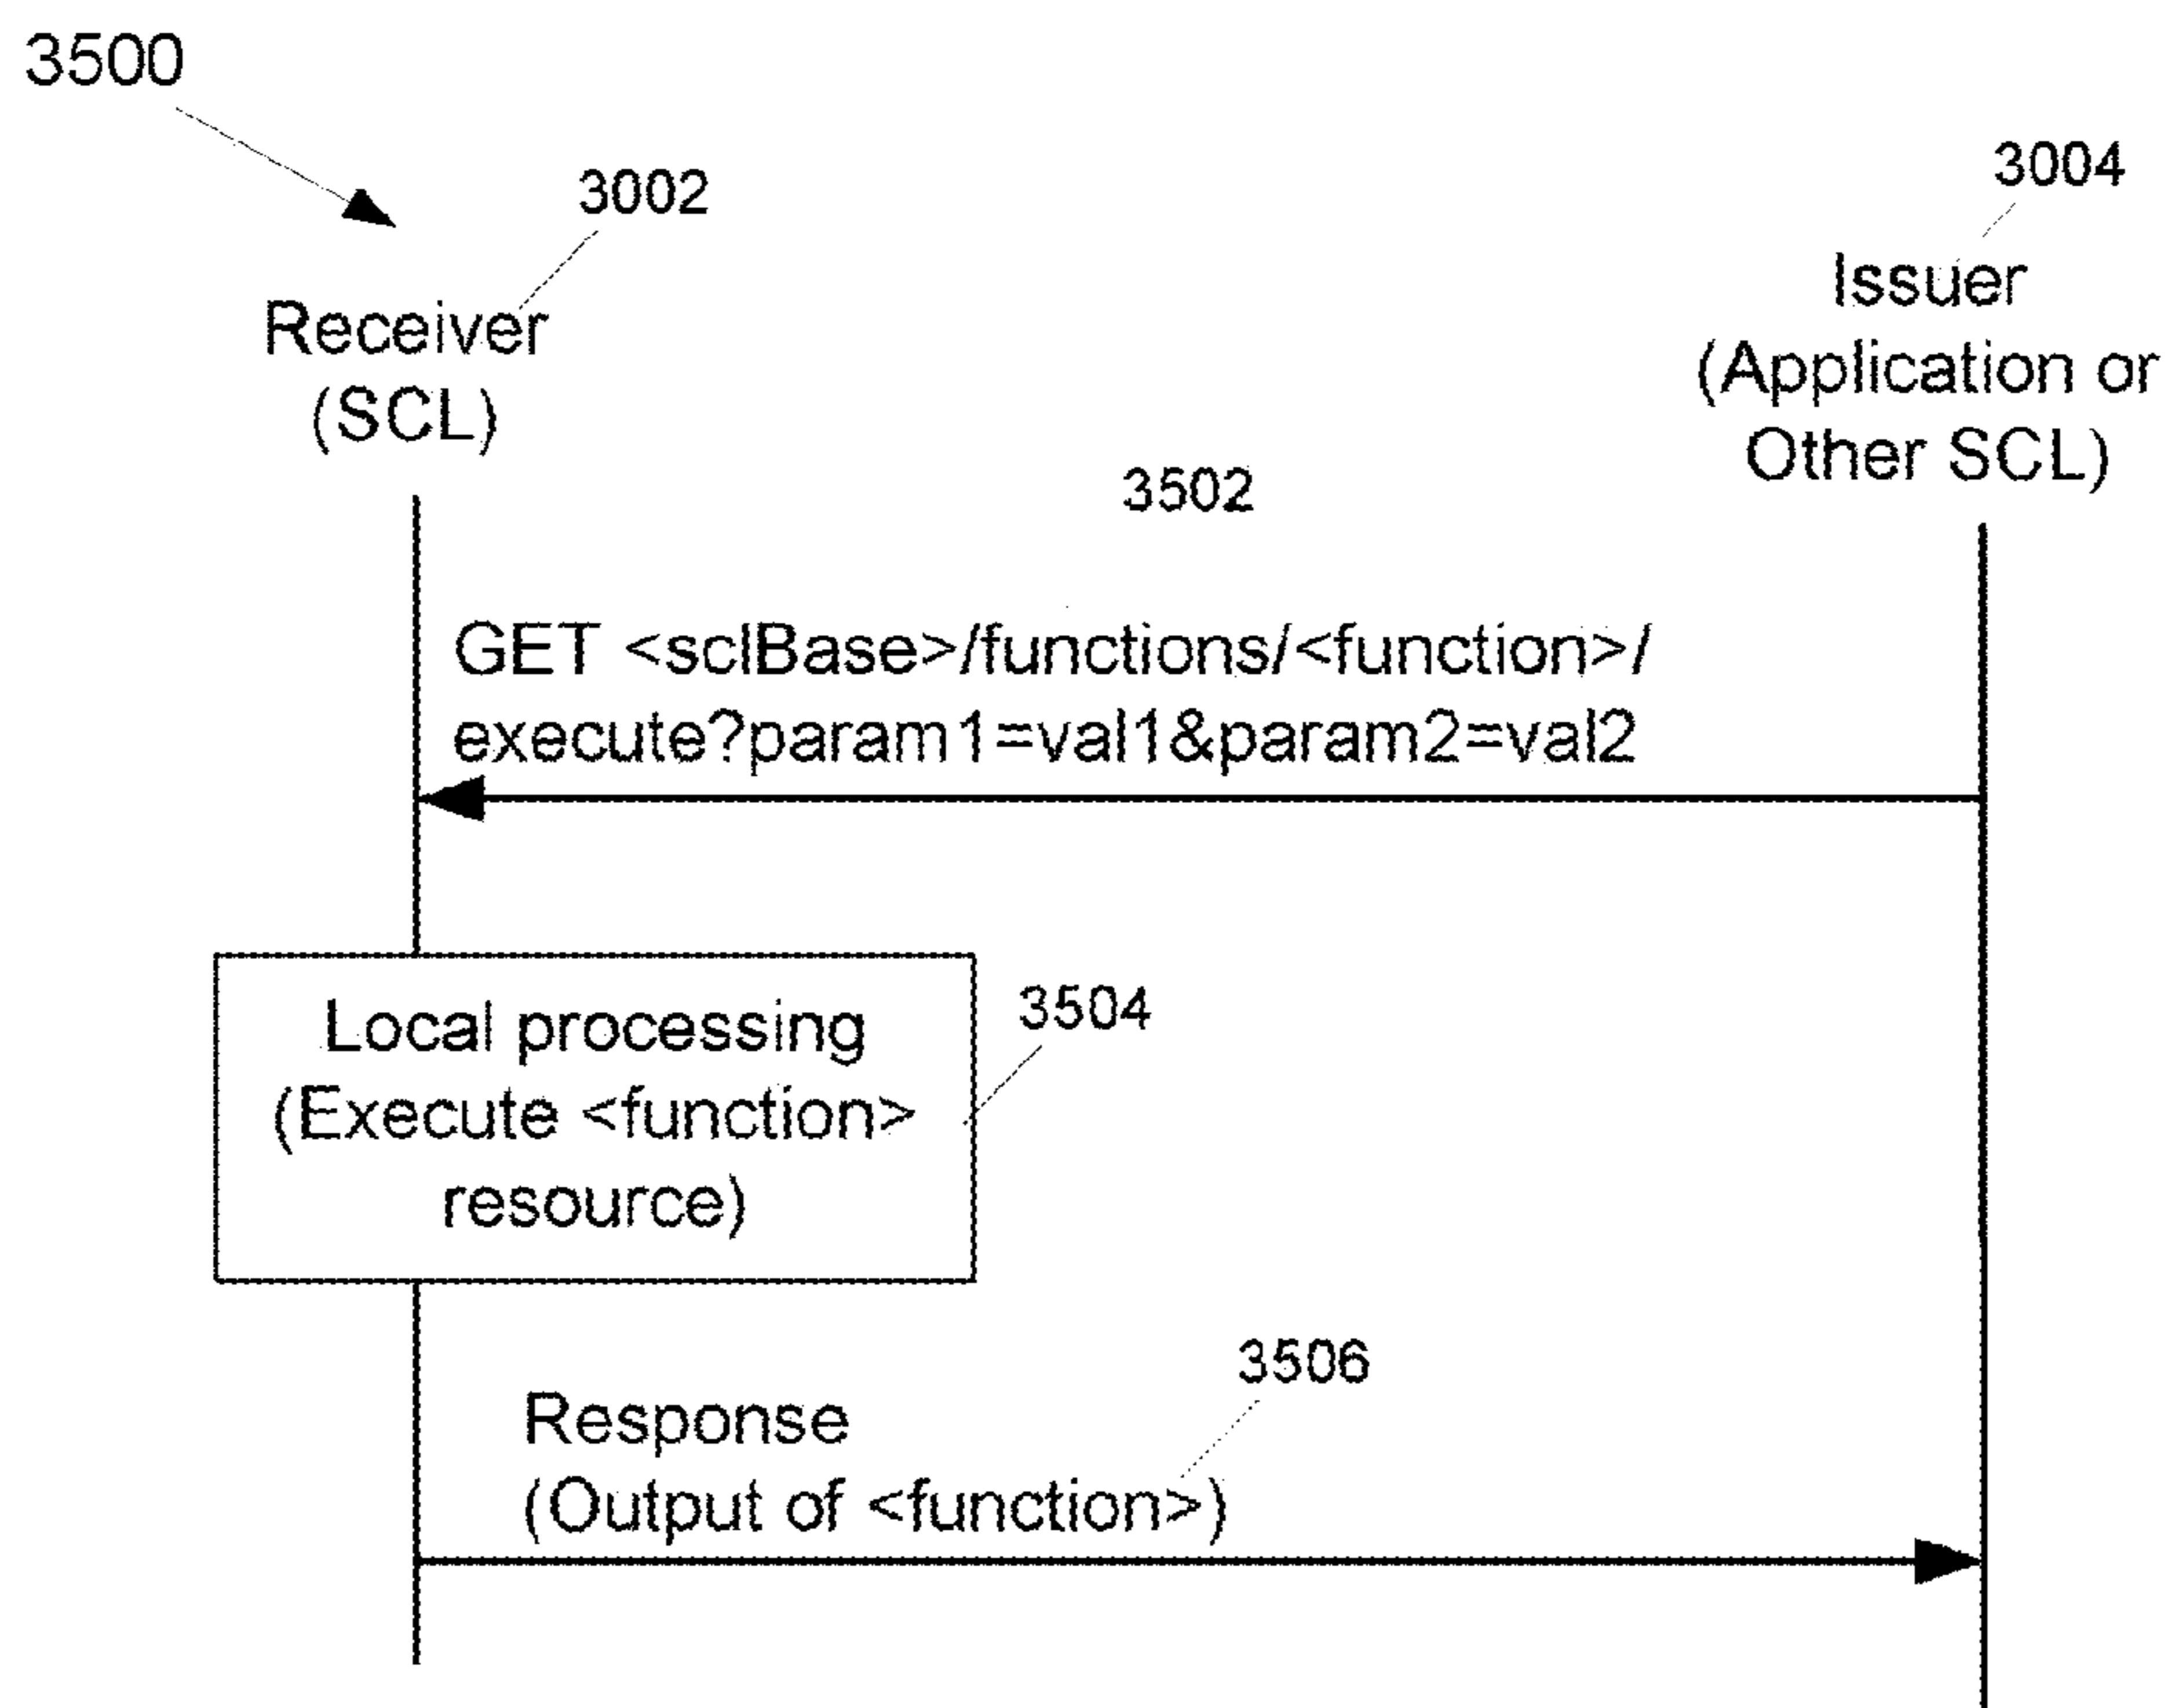 3500
3002
3004
Receiver
(SCL)
Issuer
(Application or
Other SCL)
3502
GET <sclBase>/functions/<function>/
execute?param1=val1&param2=val2
Local processing
(Execute <function>
resource)
3504
3506
Response
(Output of <function>)